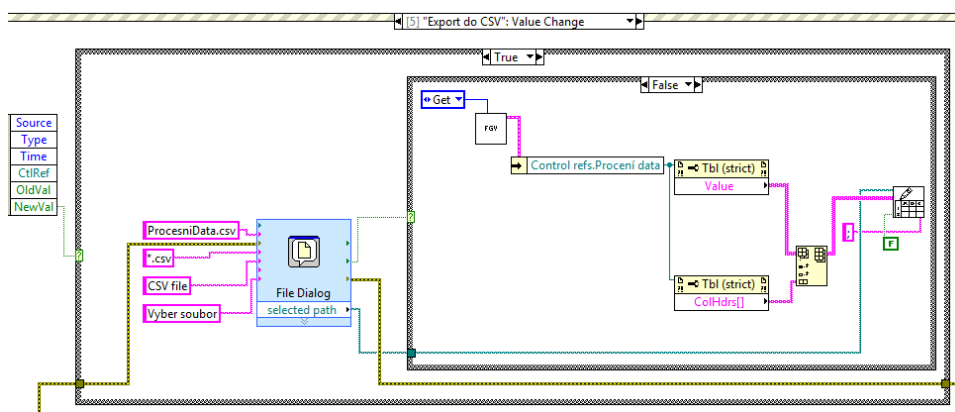 [5] "Export do CSV": Value Change
True
False
Get
FGV
Source
Type
Time
CtlRef
OldVal
NewVal
Control refs.Procení data
Tbl (strict)
Value
ProcesniData.csv
*.csv
CSV file
Vyber soubor
File Dialog
selected path
;
F
Tbl (strict)
ColHdrs[]